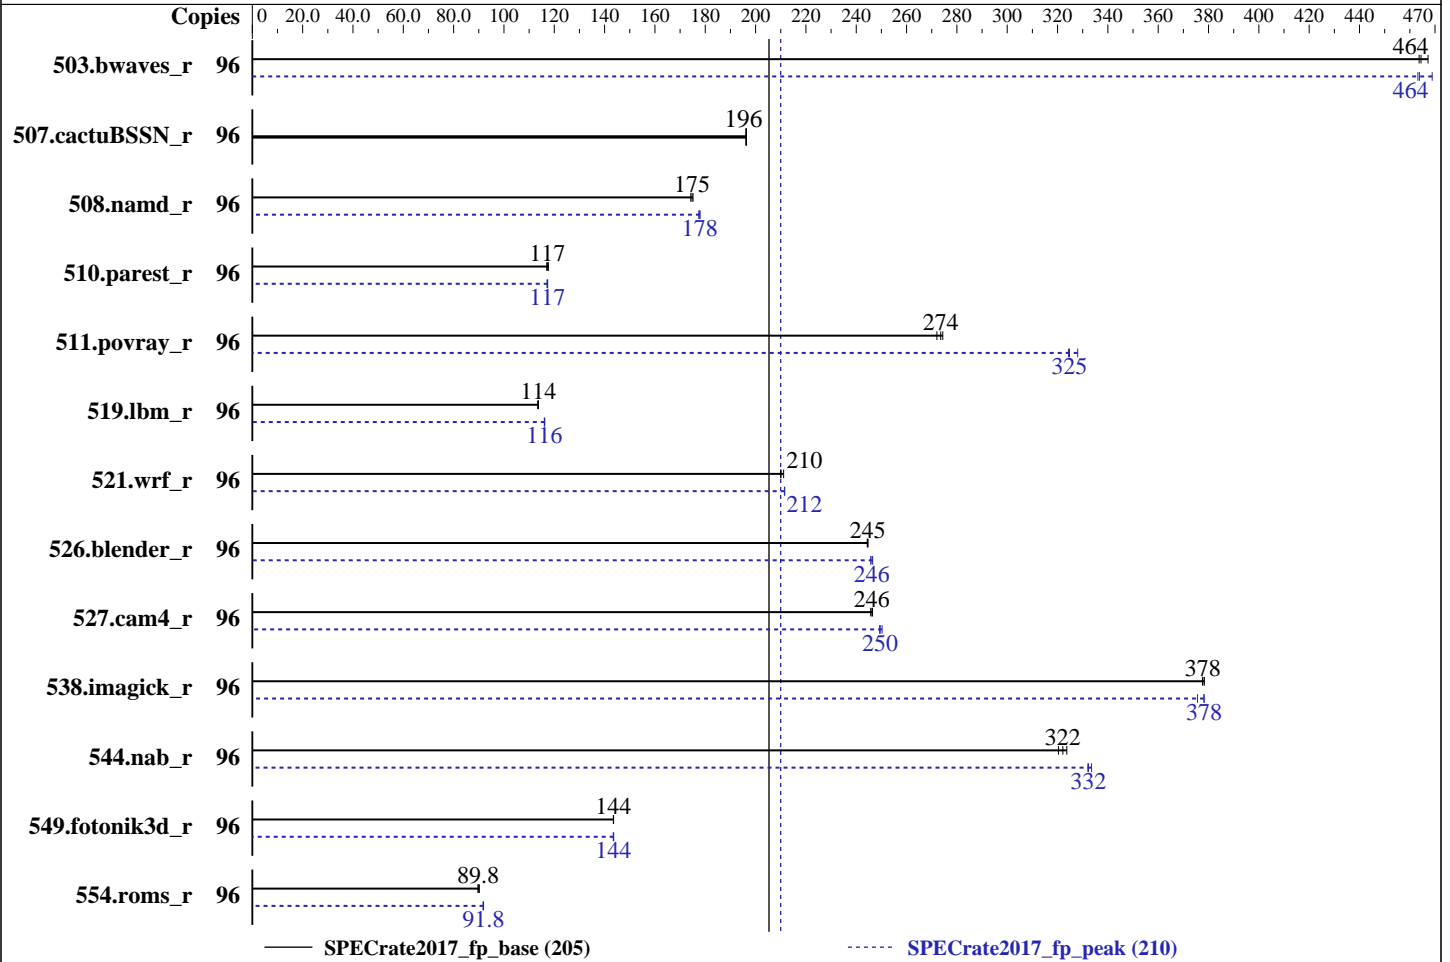 Copies 0 20.0 40.0 60.0 80.0 100 120 140 160 180 200 220 240 260 280 300 320 340 360 380 400 420 440 470
503.bwaves_r 96 464
464
507.cactuBSSN_r 96 196
508.namd_r 96 175
178
510.parest_r 96 117
117
511.povray_r 96 274
325
519.lbm_r 96 114
116
521.wrf_r 96 210
212
526.blender_r 96 245
246
527.cam4_r 96 246
250
538.imagick_r 96 378
378
544.nab_r 96 322
332
549.fotonik3d_r 96 144
144
554.roms_r 96 89.8
91.8
SPECrate2017_fp_base (205) SPECrate2017_fp_peak (210)